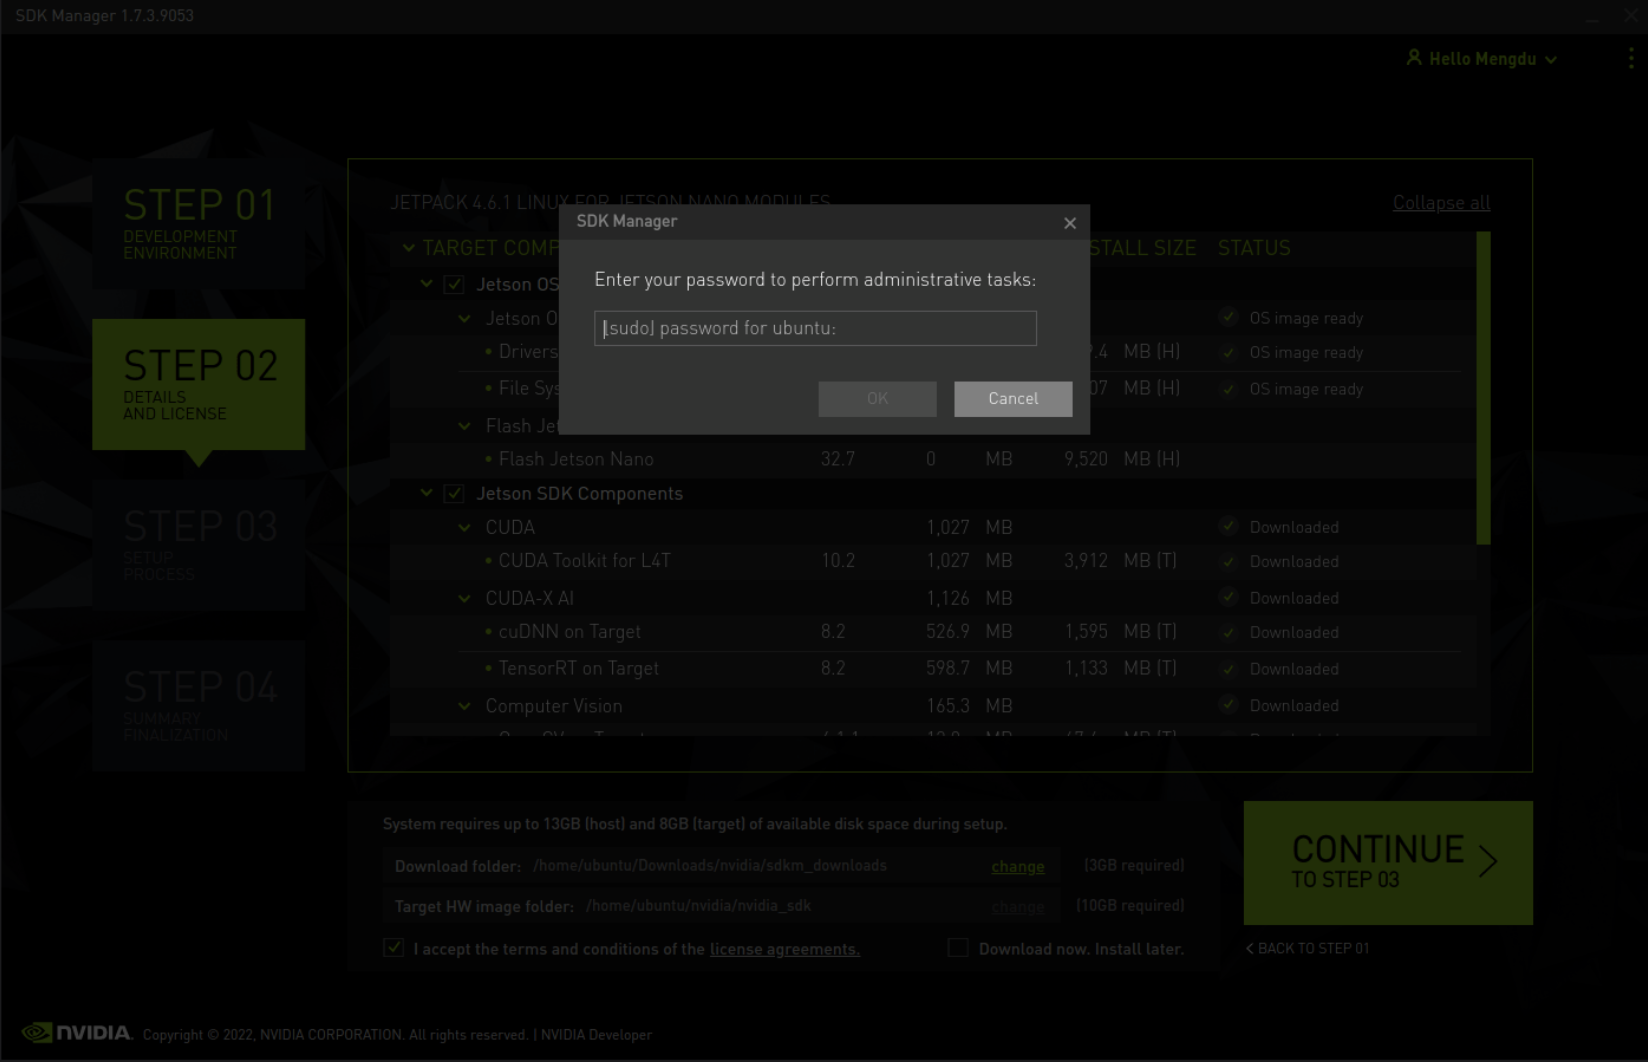 SDK Manager 1.7.3.9053
Hello Mengdu
STEP 01
DEVELOPMENT
ENVIRONMENT
STEP 02
DETAILS
AND LICENSE
STEP 03
SETUP
PROCESS
STEP 04
SUMMARY
FINALIZATION
JETPACK 4.6.1 LINUX FOR JETSON NANO MODULES
Collapse all
SDK Manager
Enter your password to perform administrative tasks:
[sudo] password for ubuntu:
OK Cancel
TARGET COMP STALL SIZE STATUS
Jetson OS
Jetson O OS image ready
Drivers .4 MB (H) OS image ready
File Sys 07 MB (H) OS image ready
Flash Jet
Flash Jetson Nano 32.7 0 MB 9,520 MB (H)
Jetson SDK Components
CUDA 1,027 MB Downloaded
CUDA Toolkit for L4T 10.2 1,027 MB 3,912 MB (T) Downloaded
CUDA-X AI 1,126 MB Downloaded
cuDNN on Target 8.2 526.9 MB 1,595 MB (T) Downloaded
TensorRT on Target 8.2 598.7 MB 1,133 MB (T) Downloaded
Computer Vision 165.3 MB Downloaded
System requires up to 13GB (host) and 8GB (target) of available disk space during setup.
Download folder: /home/ubuntu/Downloads/nvidia/sdkm_downloads change (3GB required)
Target HW image folder: /home/ubuntu/nvidia/nvidia_sdk change (10GB required)
I accept the terms and conditions of the license agreements. Download now. Install later.
CONTINUE
TO STEP 03
BACK TO STEP 01
NVIDIA. Copyright © 2022, NVIDIA CORPORATION. All rights reserved. | NVIDIA Developer